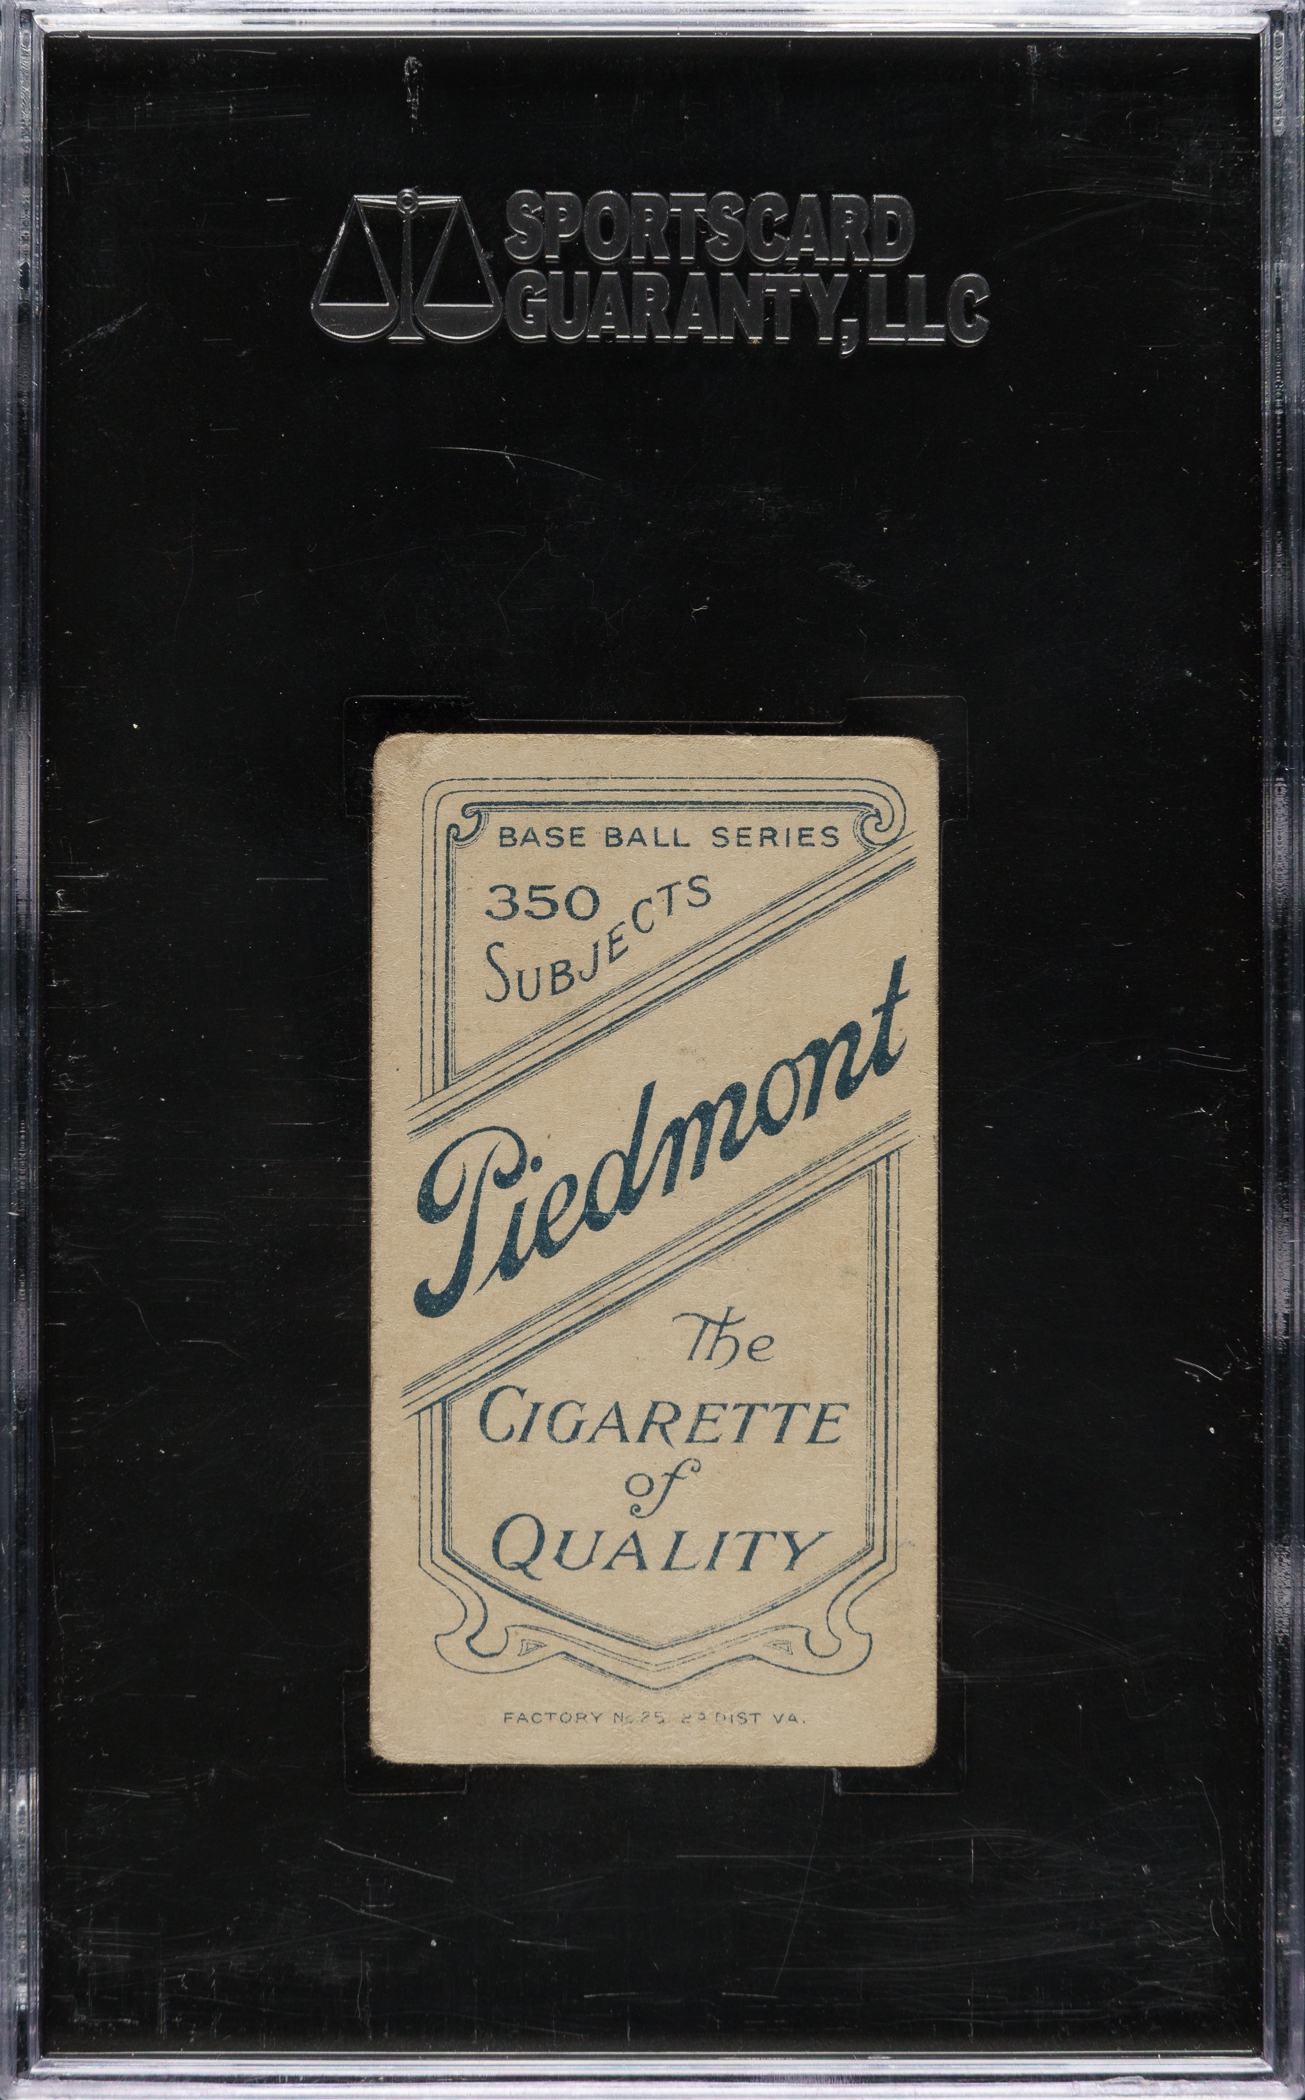 SPORTSCARD
GUARANTY, LLC
BASE BALL SERIES
350
SUBJECTS
Piedmont
The
CIGARETTE
of
QUALITY
FACTORY No 25, 2D DIST VA.